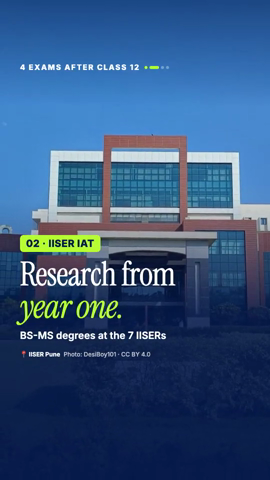 4 EXAMS AFTER CLASS 12
02 · IISER IAT
Research from
year one.
BS-MS degrees at the 7 IISERs
📍 IISER Pune Photo: DesiBoy101 · CC BY 4.0